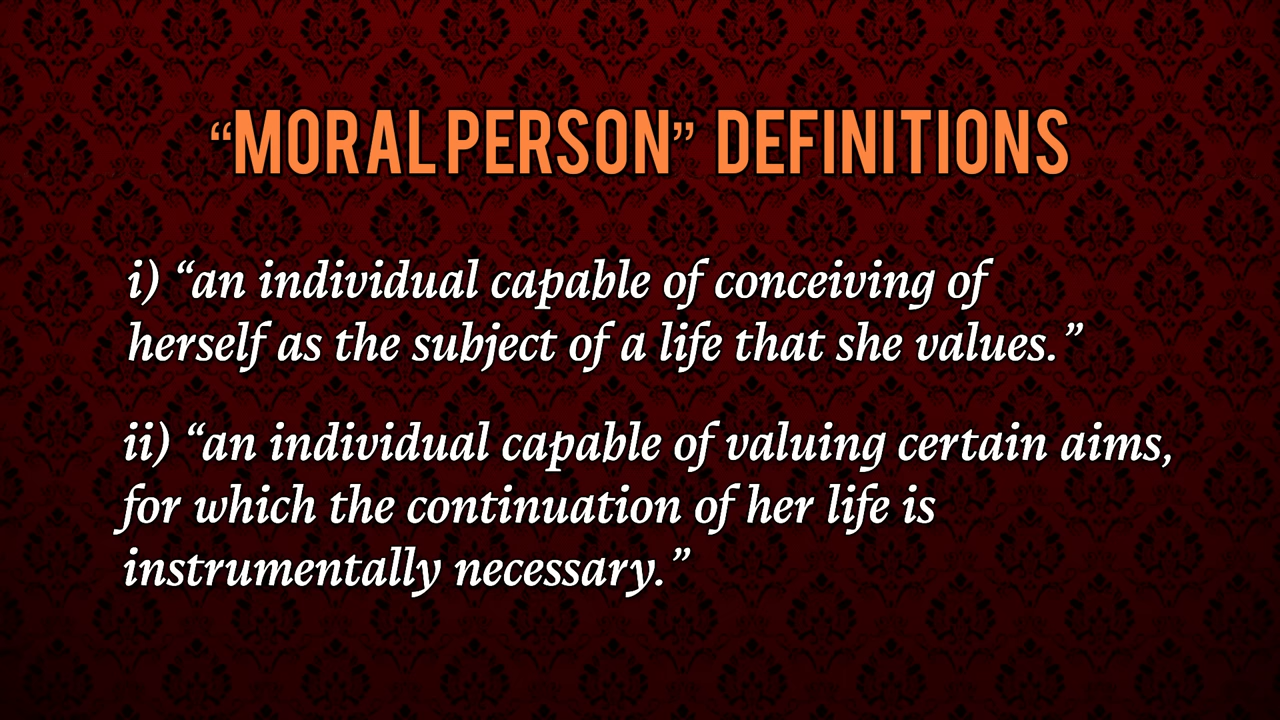 “MORAL PERSON” DEFINITIONS
i) “an individual capable of conceiving of
herself as the subject of a life that she values.”
ii) “an individual capable of valuing certain aims,
for which the continuation of her life is
instrumentally necessary.”